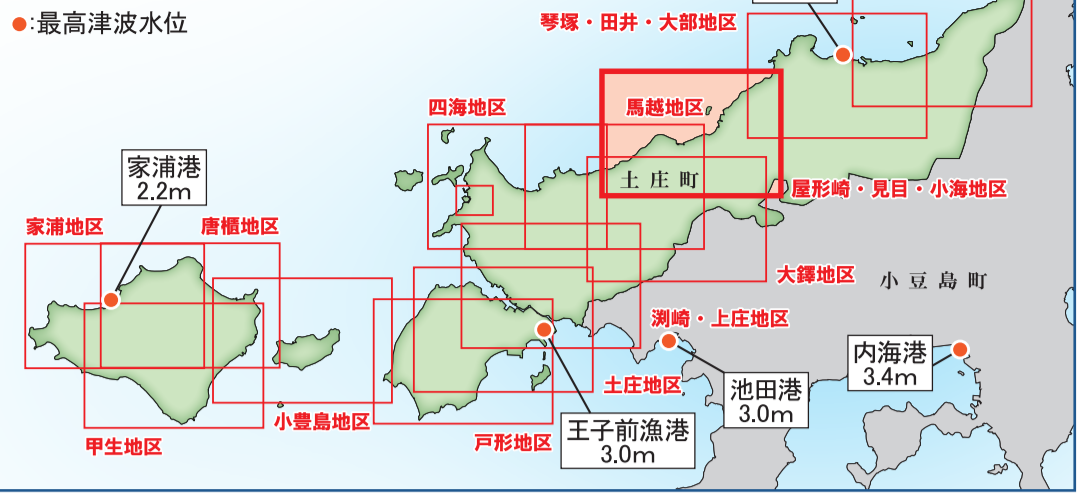 ●:最高津波水位
琴塚・田井・大部地区
四海地区
馬越地区
家浦港
2.2m
土庄町
屋形崎・見目・小海地区
家浦地区
唐櫃地区
大鐸地区
小豆島町
渕崎・上庄地区
内海港
3.4m
土庄地区
池田港
3.0m
小豊島地区
王子前漁港
3.0m
戸形地区
甲生地区